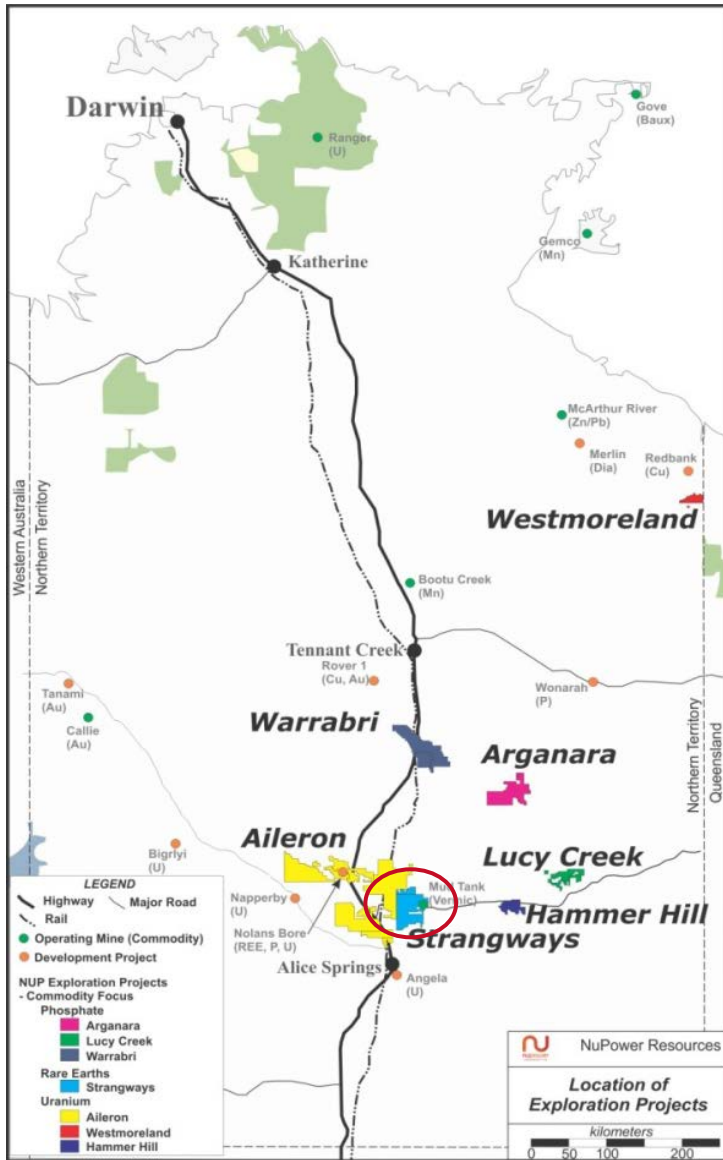 Darwin
Ranger
(U)
Gove
(Baux)
Gemco
(Mn)
Katherine
McArthur River
(Zn/Pb)
Merlin
(Dia)
Redbank
(Cu)
Westmoreland
Western Australia
Northern Territory
Bootu Creek
(Mn)
Tennant Creek
Rover 1
(Cu, Au)
Wonarah
(P)
Tanami
(Au)
Callie
(Au)
Warrabri
Arganara
Northern Territory
Queensland
Aileron
Bigrlyi
(U)
Lucy Creek
Mud Tank
(Vermic)
Napperby
(U)
Hammer Hill
Nolans Bore
(REE, P, U)
Strangways
Alice Springs
Angela
(U)
LEGEND
Highway
Major Road
Rail
Operating Mine (Commodity)
Development Project
NUP Exploration Projects
- Commodity Focus
Phosphate
Arganara
Lucy Creek
Warrabri
Rare Earths
Strangways
Uranium
Aileron
Westmoreland
Hammer Hill
NuPower
NuPower Resources
Location of
Exploration Projects
kilometers
0 50 100 200